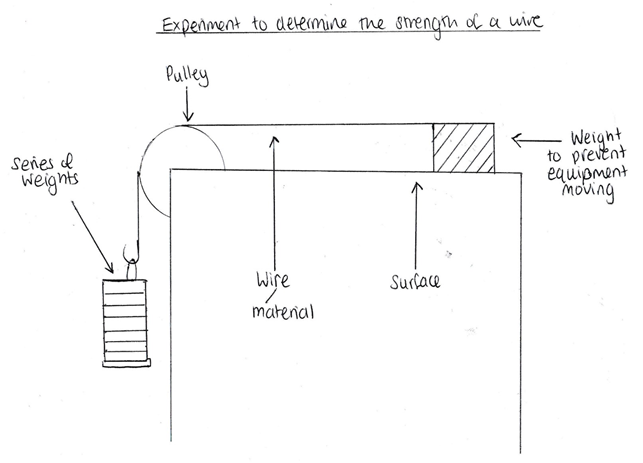 Experiment to determine the strength of a wire
Pulley
Series of
Weights
Weight
to prevent
equipment
moving
Wire
/
material
Surface